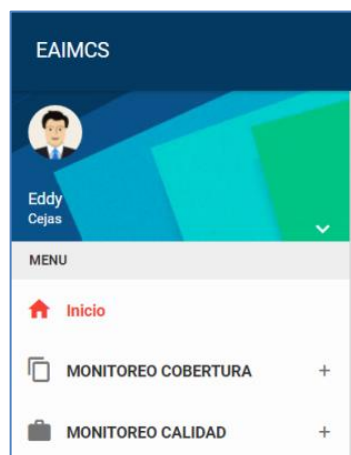 EAIMCS
Eddy
Cejas
MENU
Inicio
MONITOREO COBERTURA +
MONITOREO CALIDAD +